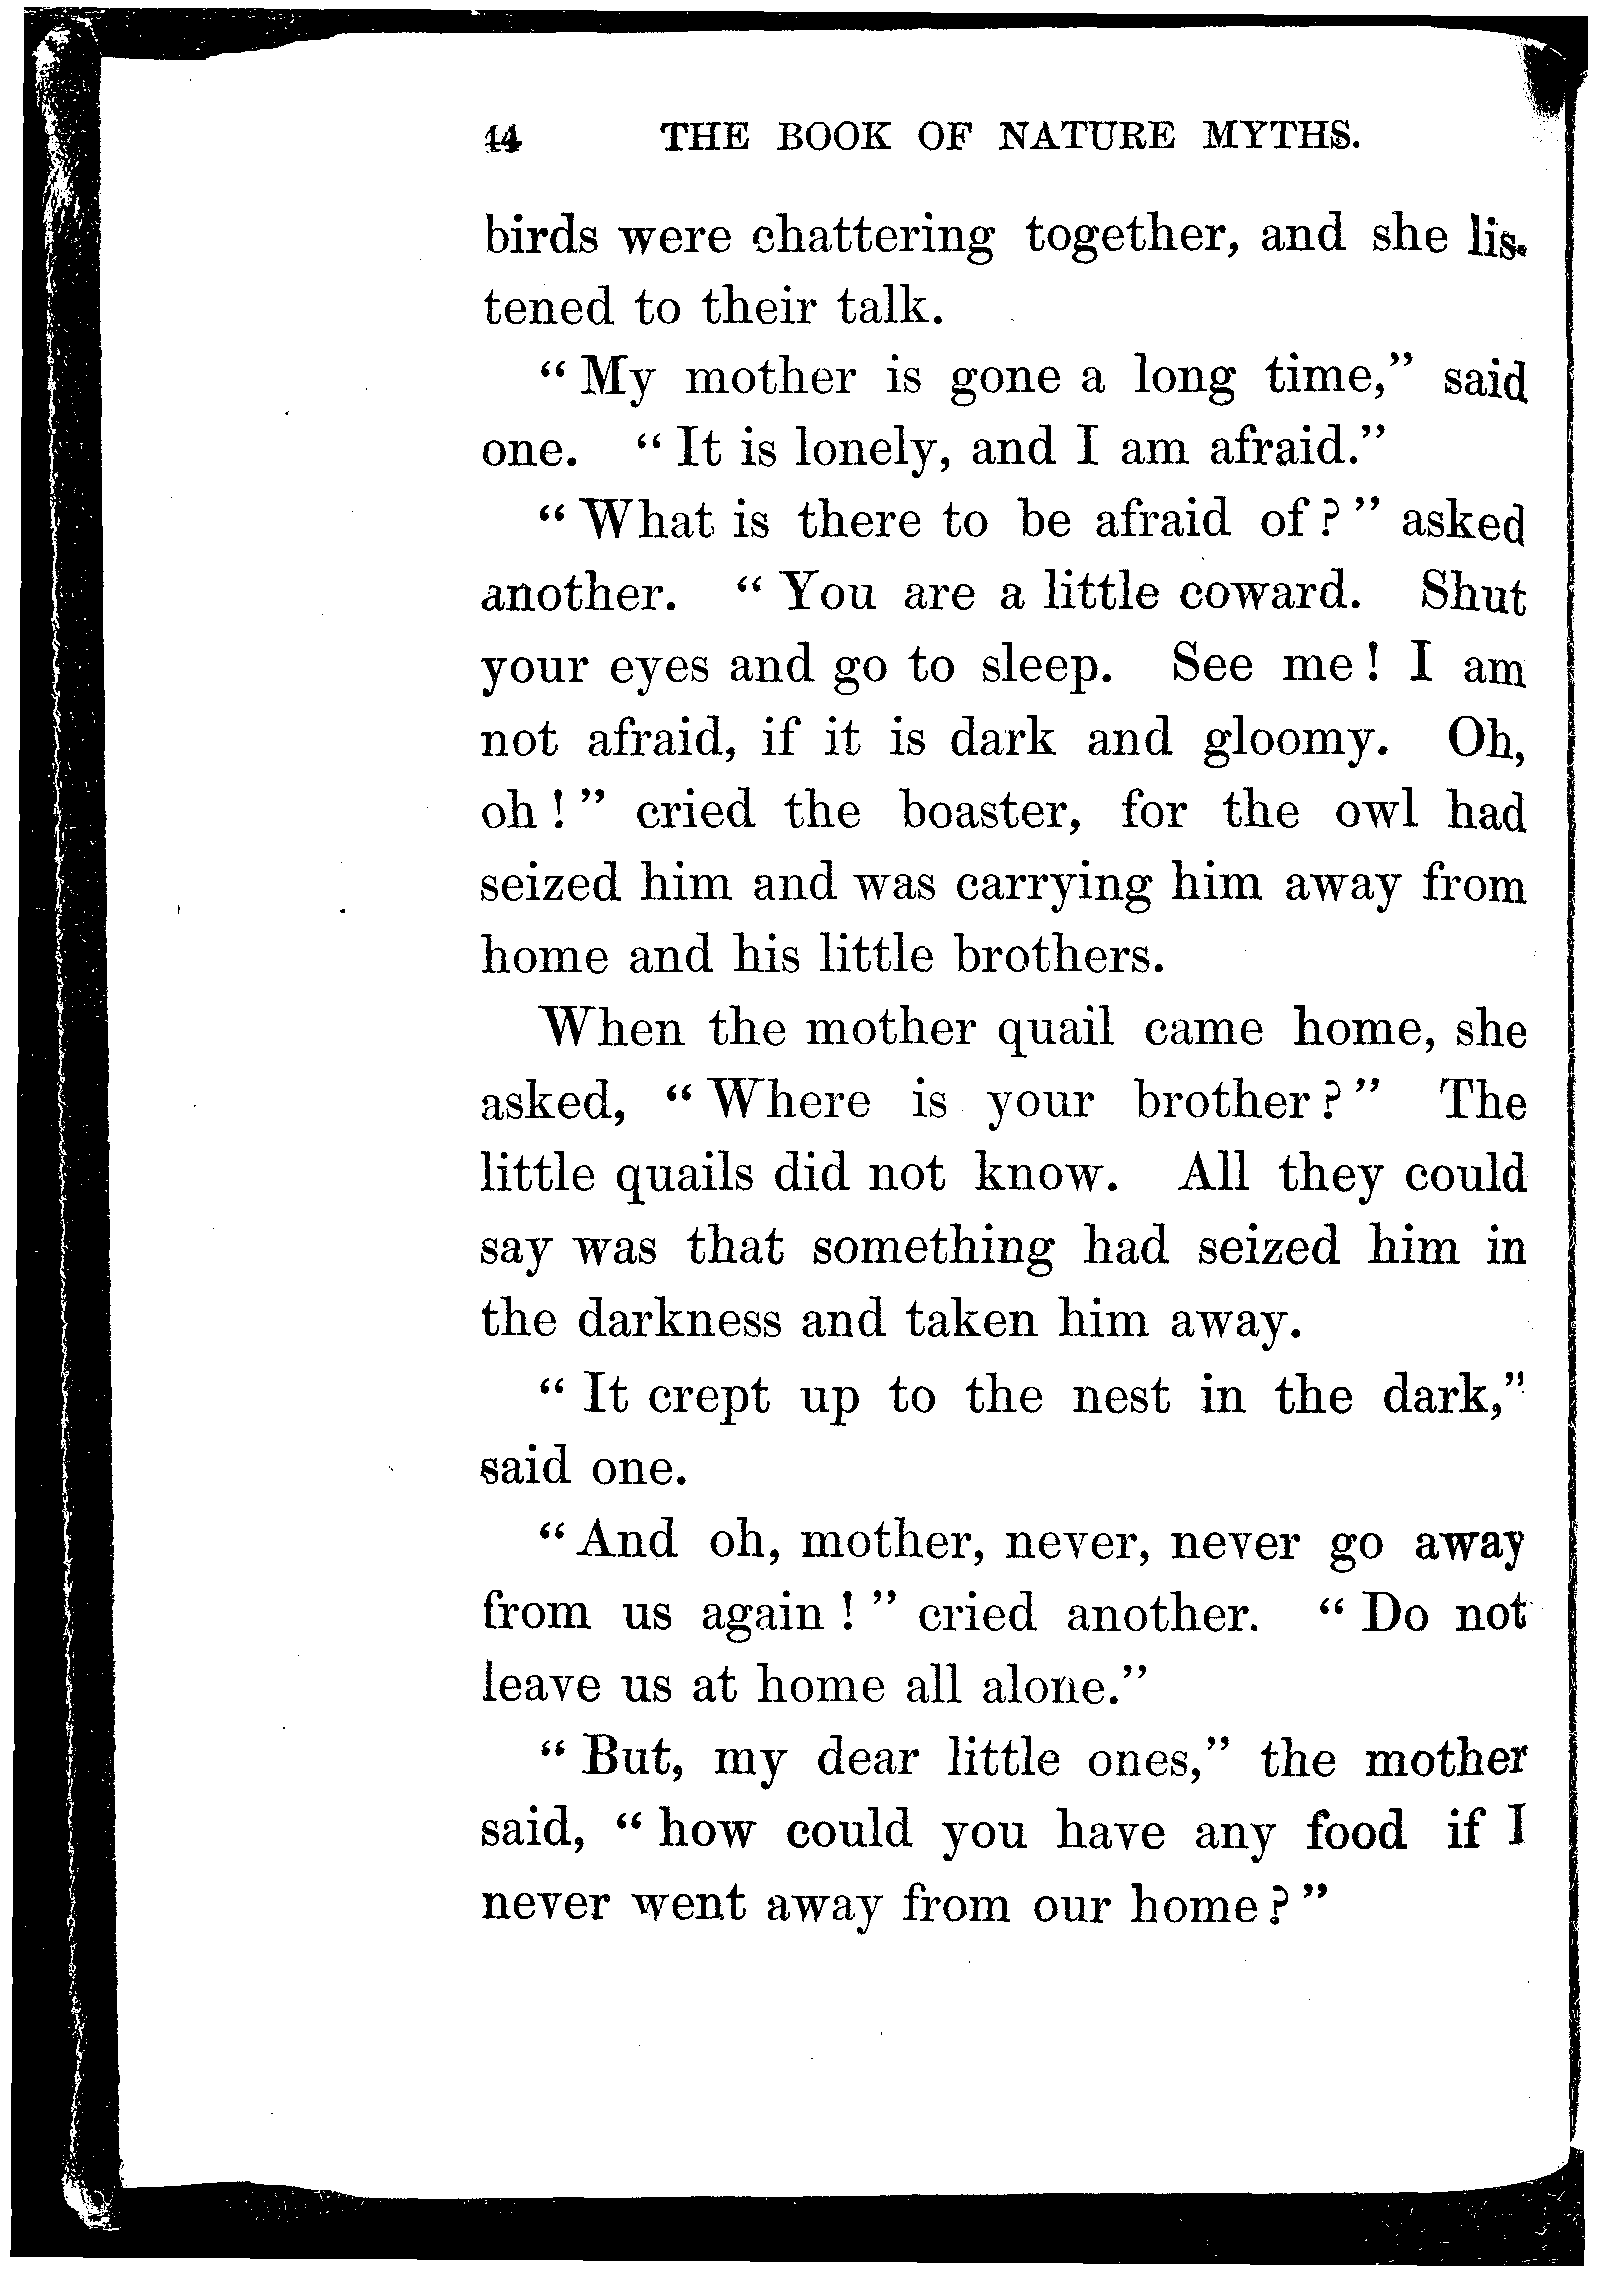 44 THE BOOK OF NATURE MYTHS.
birds were chattering together, and she lis-
tened to their talk.
"My mother is gone a long time," said
one. "It is lonely, and I am afraid."
"What is there to be afraid of?" asked
another. "You are a little coward. Shut
your eyes and go to sleep. See me! I am
not afraid, if it is dark and gloomy. Oh,
oh!" cried the boaster, for the owl had
seized him and was carrying him away from
home and his little brothers.
When the mother quail came home, she
asked, "Where is your brother?" The
little quails did not know. All they could
say was that something had seized him in
the darkness and taken him away.
"It crept up to the nest in the dark,"
said one.
"And oh, mother, never, never go away
from us again!" cried another. "Do not
leave us at home all alone."
"But, my dear little ones," the mother
said, "how could you have any food if I
never went away from our home?"